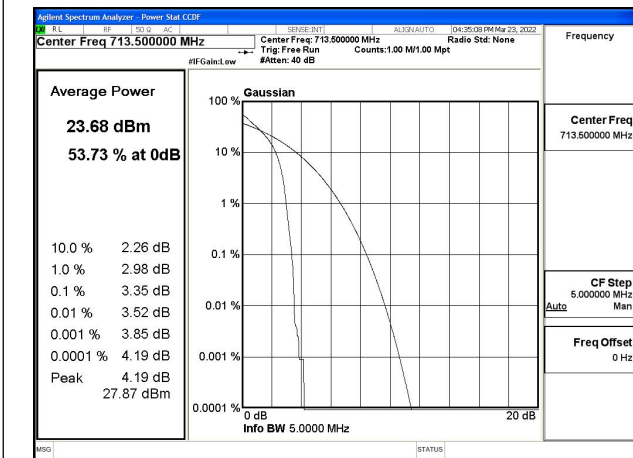 Agilent Spectrum Analyzer - Power Stat CCDF
RL RF 50 Ω AC SENSE:INT ALIGN AUTO 04:35:08 PM Mar 23, 2022
Center Freq 713.500000 MHz
Center Freq: 713.500000 MHz Radio Std: None
Trig: Free Run Counts:1.00 M/1.00 Mpt
#IFGain:Low #Atten: 40 dB
Frequency
Average Power
23.68 dBm
53.73 % at 0dB
10.0 % 2.26 dB
1.0 % 2.98 dB
0.1 % 3.35 dB
0.01 % 3.52 dB
0.001 % 3.85 dB
0.0001 % 4.19 dB
Peak 4.19 dB
27.87 dBm
Gaussian
100 %
10 %
1 %
0.1 %
0.01 %
0.001 %
0.0001 %
0 dB 20 dB
Info BW 5.0000 MHz
Center Freq
713.500000 MHz
CF Step
5.000000 MHz
Auto Man
Freq Offset
0 Hz
MSG STATUS